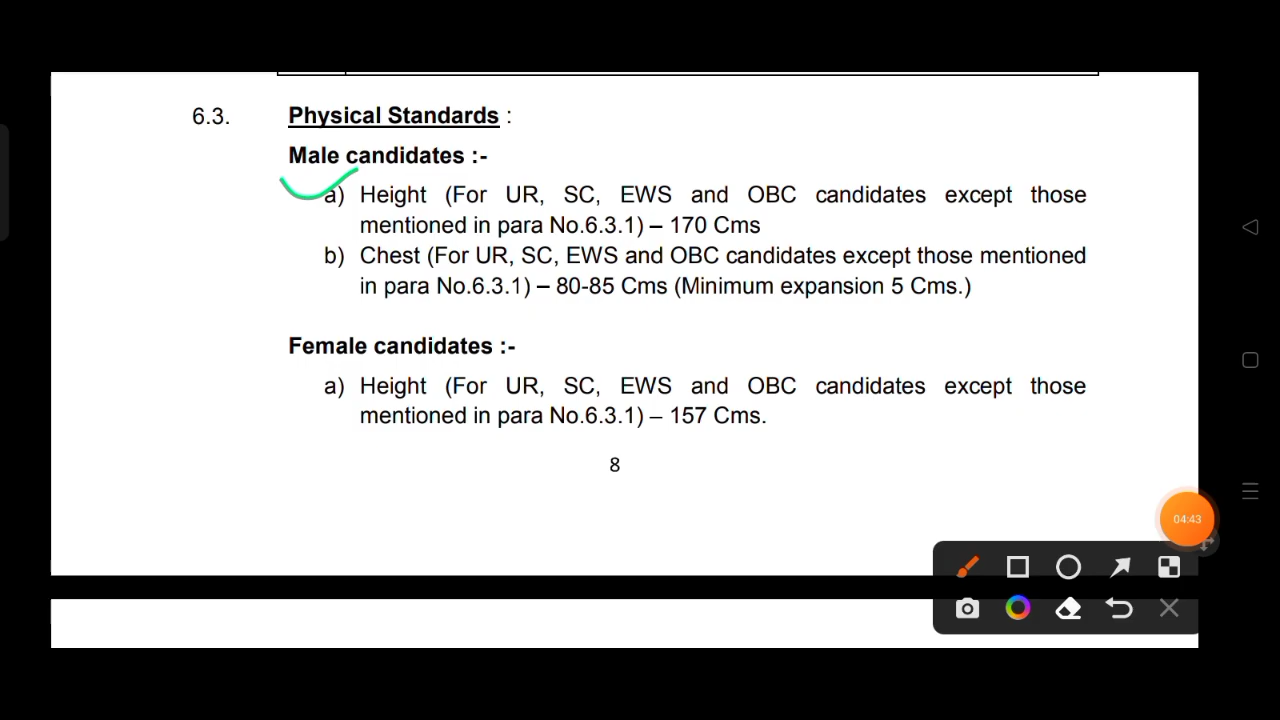 6.3. Physical Standards :
Male candidates :-
a) Height (For UR, SC, EWS and OBC candidates except those
mentioned in para No.6.3.1) – 170 Cms
b) Chest (For UR, SC, EWS and OBC candidates except those mentioned
in para No.6.3.1) – 80-85 Cms (Minimum expansion 5 Cms.)
Female candidates :-
a) Height (For UR, SC, EWS and OBC candidates except those
mentioned in para No.6.3.1) – 157 Cms.
8
04:43